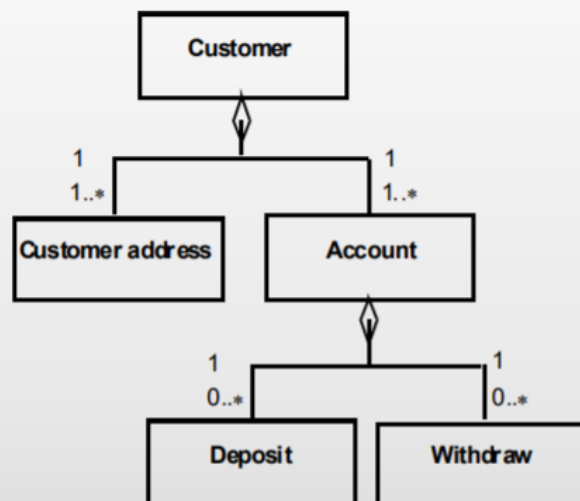 Customer
1 1
1..* 1..*
Customer address Account
1 1
0..* 0..*
Deposit Withdraw